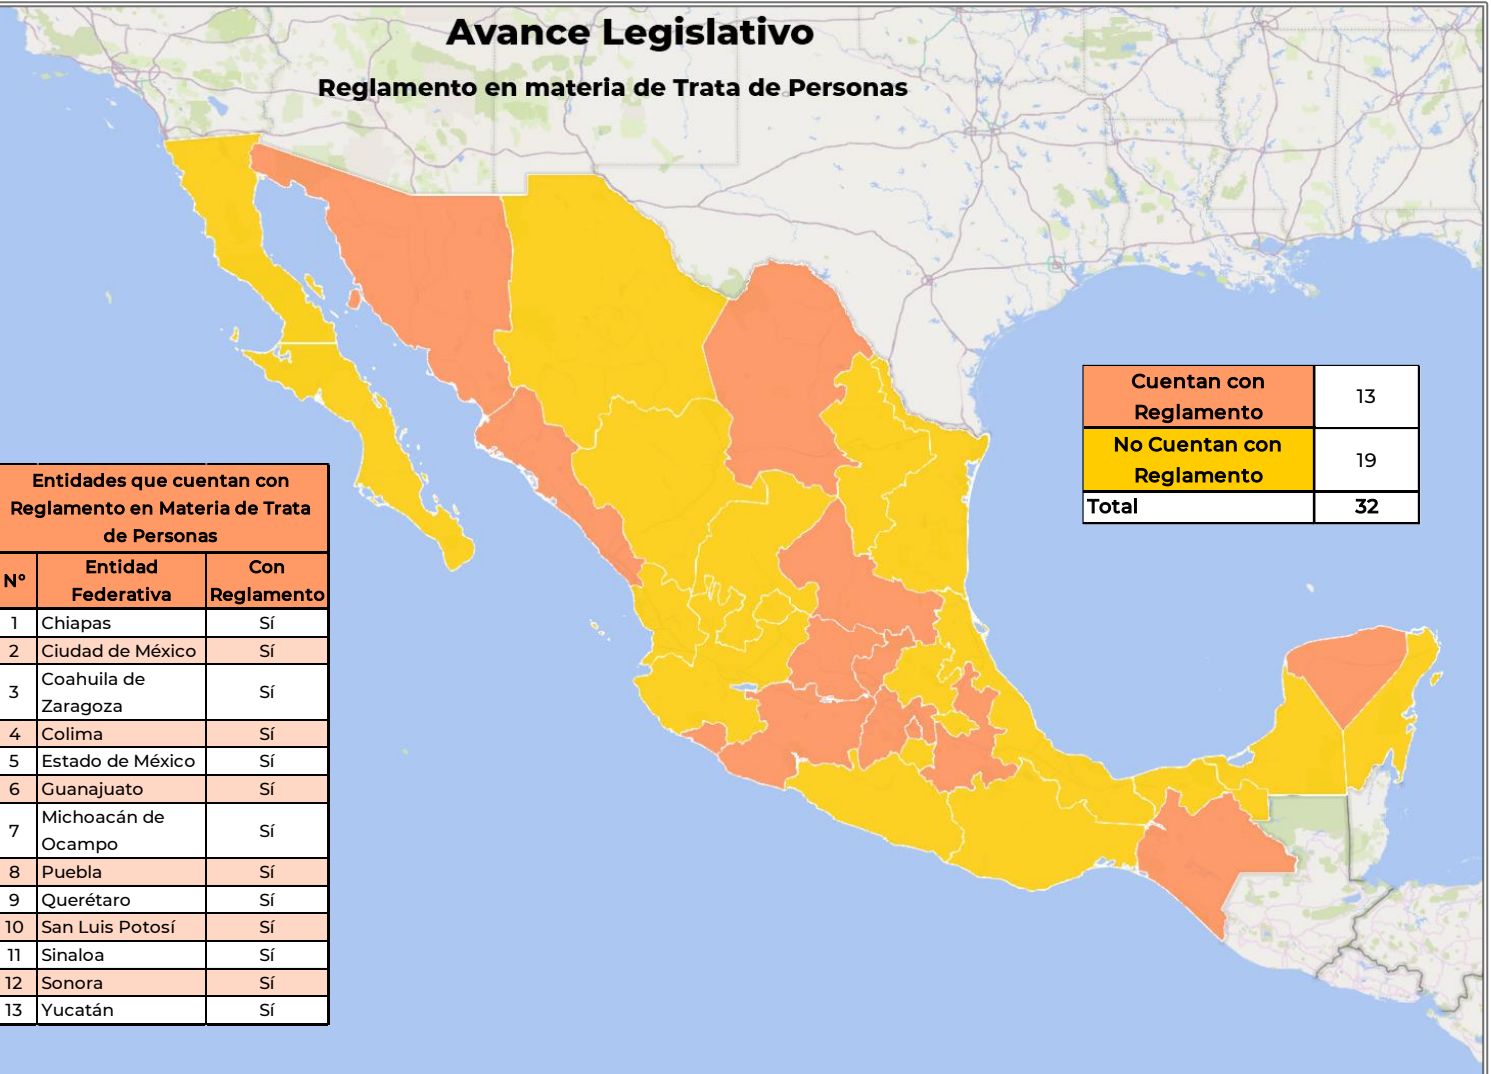 Avance Legislativo
Reglamento en materia de Trata de Personas
Cuentan con
Reglamento
13
No Cuentan con
Reglamento
19
Total 32
Entidades que cuentan con
Reglamento en Materia de Trata
de Personas
N° Entidad Federativa Con Reglamento
1 Chiapas Sí
2 Ciudad de México Sí
3 Coahuila de
Zaragoza Sí
4 Colima Sí
5 Estado de México Sí
6 Guanajuato Sí
7 Michoacán de
Ocampo Sí
8 Puebla Sí
9 Querétaro Sí
10 San Luis Potosí Sí
11 Sinaloa Sí
12 Sonora Sí
13 Yucatán Sí